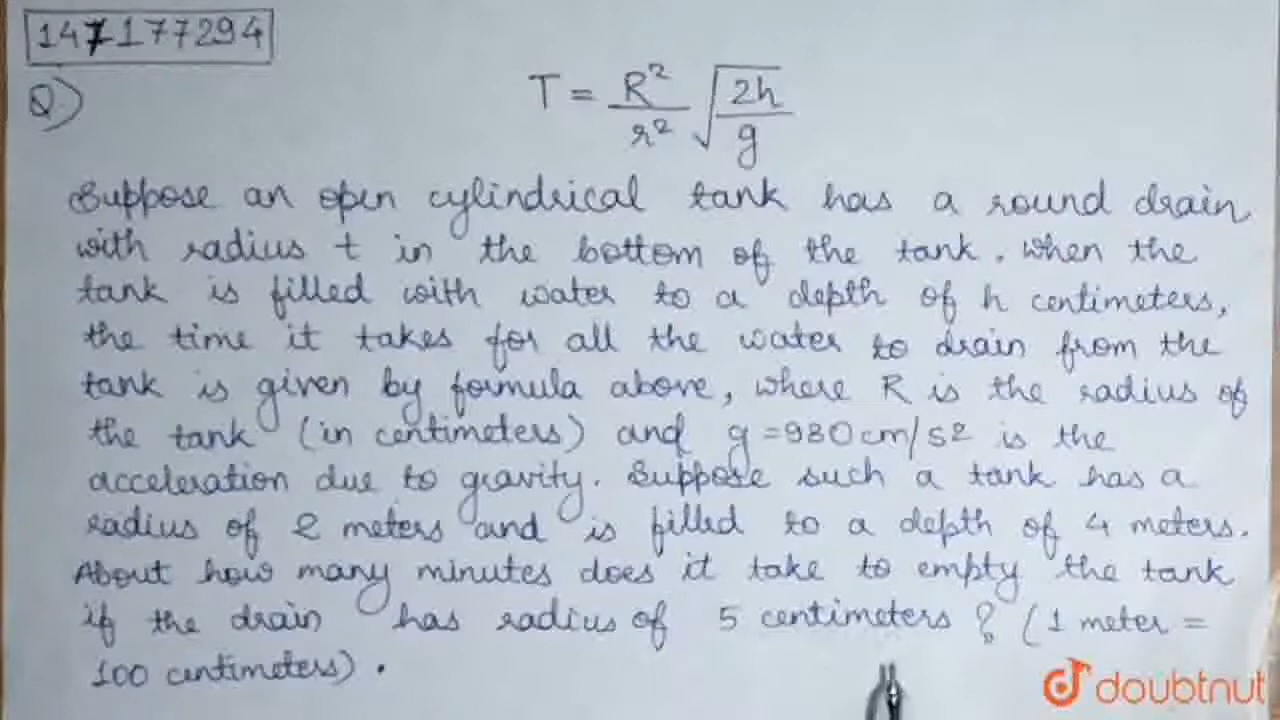 147177294
Q)
T = R²/r² √2h/g
Suppose an open cylindrical tank has a round drain
with radius t in the bottom of the tank. When the
tank is filled with water to a depth of h centimeters,
the time it takes for all the water to drain from the
tank is given by formula above, where R is the radius of
the tank (in centimeters) and g = 980 cm/s2 is the
acceleration due to gravity. Suppose such a tank has a
radius of 2 meters and is filled to a depth of 4 meters.
About how many minutes does it take to empty the tank
if the drain has radius of 5 centimeters ? (1 meter =
100 centimeters) .
doubtnut